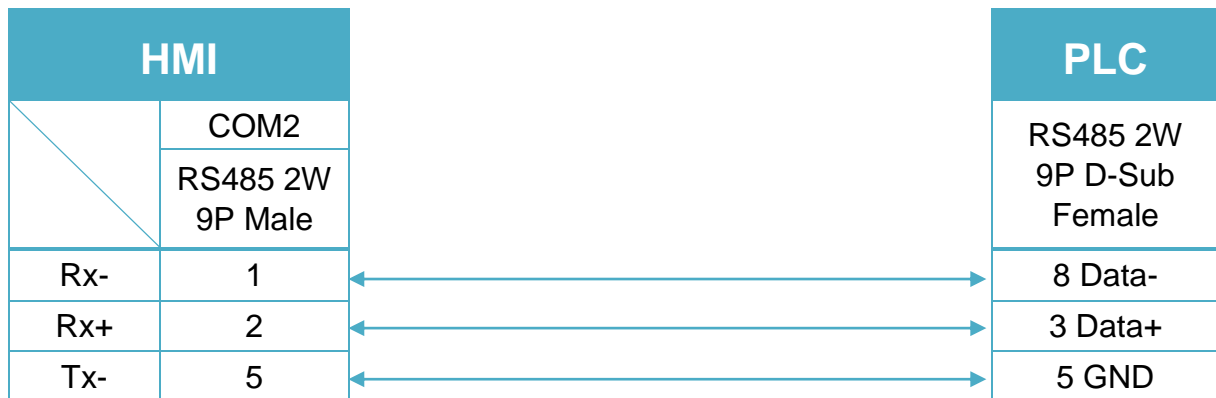 HMI
PLC
COM2
RS485 2W
9P Male
RS485 2W
9P D-Sub
Female
Rx- 1 8 Data-
Rx+ 2 3 Data+
Tx- 5 5 GND